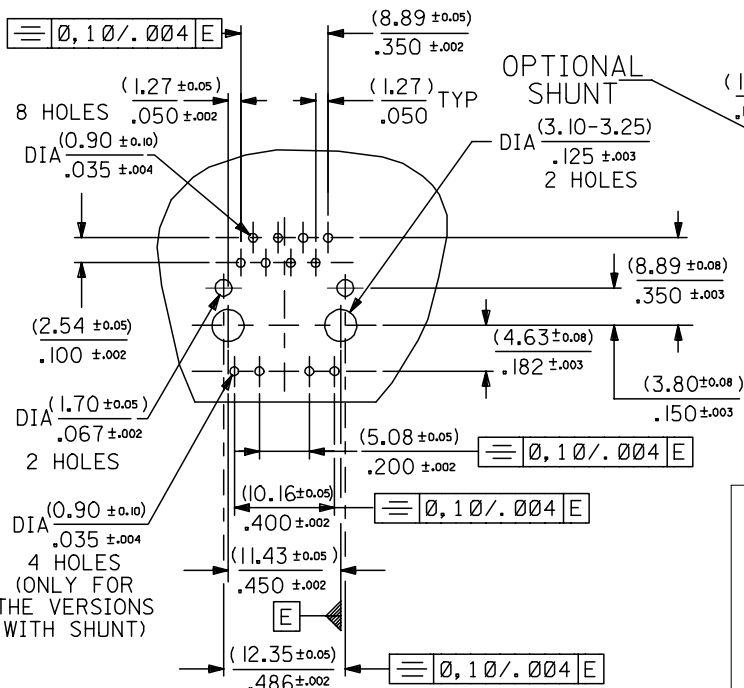 ⌯ 0,10/.004 E
(8.89 ±0.05)
.350 ±.002
(1.27 ±0.05)
.050 ±.002
(1.27)
.050 TYP
OPTIONAL
SHUNT
8 HOLES
DIA (0.90 ±0.10)
.035 ±.004
DIA (3.10-3.25)
.125 ±.003
2 HOLES
(8.89 ±0.08)
.350 ±.003
(2.54 ±0.05)
.100 ±.002
(4.63±0.08)
.182 ±.003
(3.80±0.08)
.150 ±.003
DIA (1.70 ±0.05)
.067 ±.002
2 HOLES
(5.08 ±0.05)
.200 ±.002
⌯ 0,10/.004 E
(10.16±0.05)
.400 ±.002
⌯ 0,10/.004 E
DIA (0.90 ±0.10)
.035 ±.004
4 HOLES
(ONLY FOR
THE VERSIONS
WITH SHUNT)
(11.43 ±0.05)
.450 ±.002
E
(12.35±0.05)
.486±.002
⌯ 0,10/.004 E